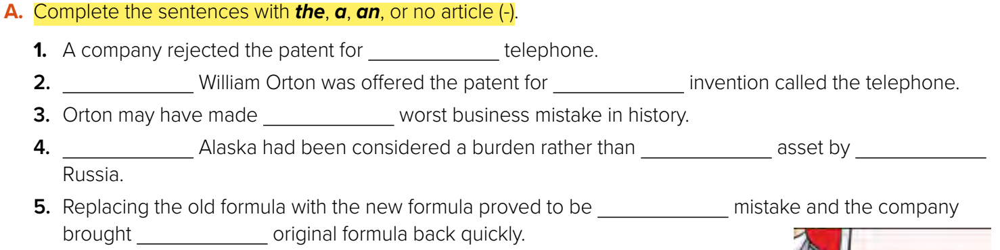 A. Complete the sentences with the, a, an, or no article (-).
1. A company rejected the patent for ____________ telephone.
2. ____________ William Orton was offered the patent for ____________ invention called the telephone.
3. Orton may have made ____________ worst business mistake in history.
4. ____________ Alaska had been considered a burden rather than ____________ asset by ____________
Russia.
5. Replacing the old formula with the new formula proved to be ____________ mistake and the company
brought ____________ original formula back quickly.